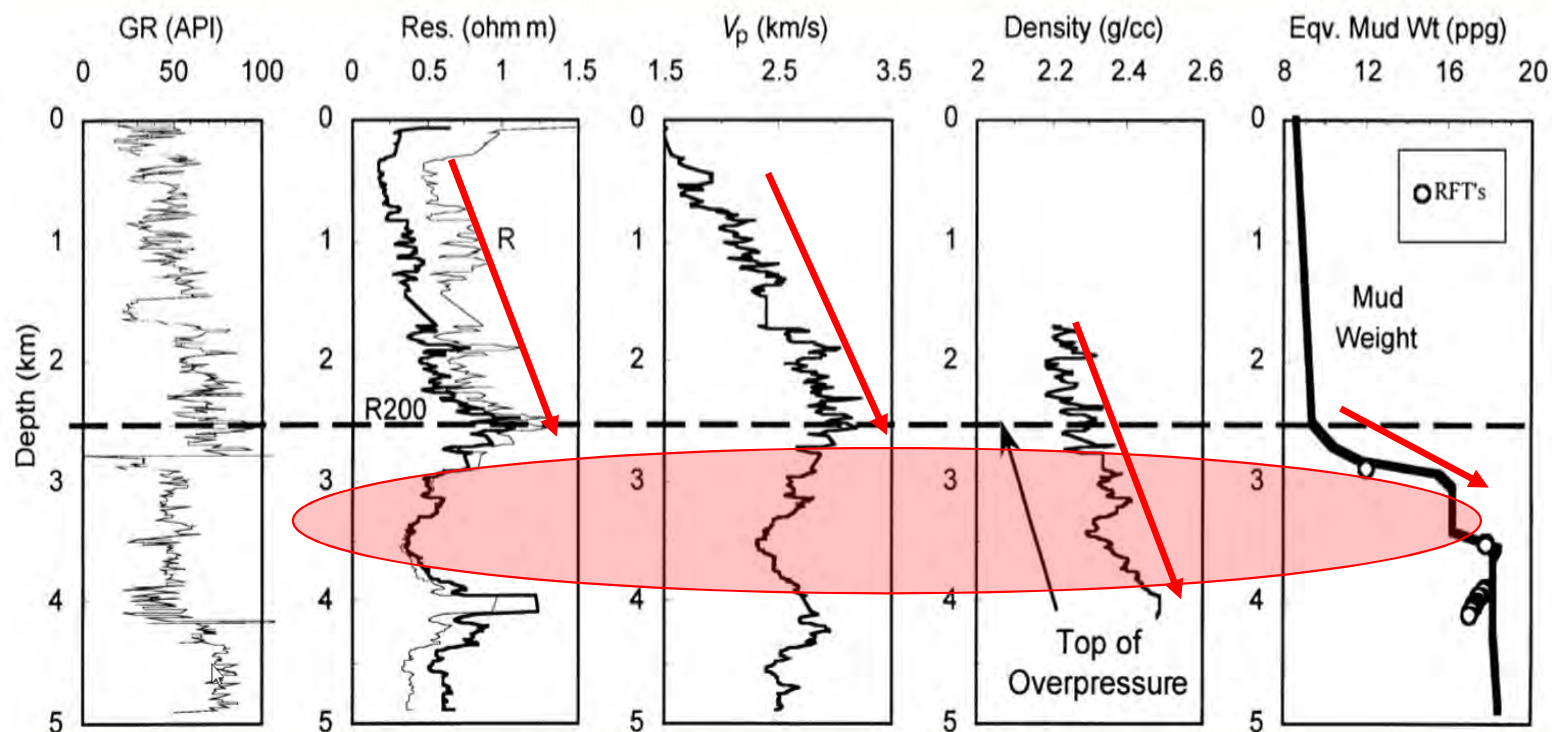 GR (API)
Res. (ohm m)
Vp (km/s)
Density (g/cc)
Eqv. Mud Wt (ppg)
0 50 100
0 0.5 1 1.5
1.5 2.5 3.5
2 2.2 2.4 2.6
8 12 16 20
Depth (km)
0
1
2
3
4
5
R
R200
0
1
2
3
4
5
0
1
2
3
4
5
0
1
2
3
4
5
Top of
Overpressure
0
2
3
4
5
RFT's
Mud
Weight